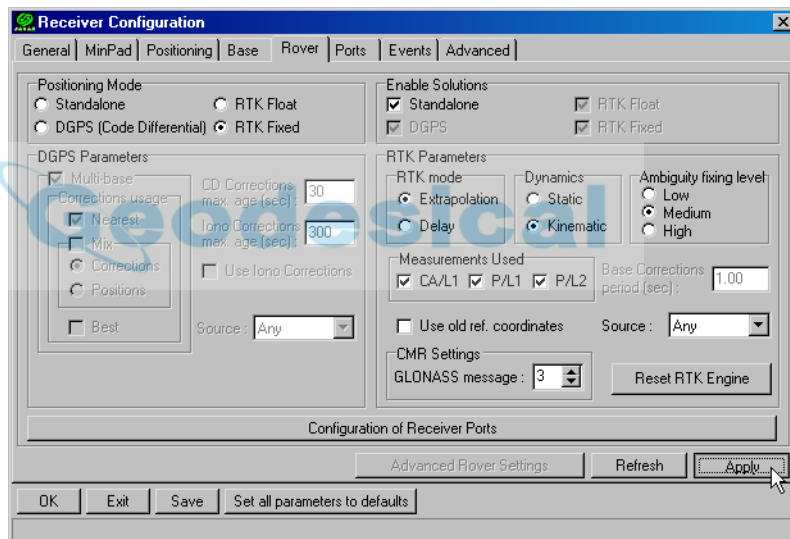 Receiver Configuration
General MinPad Positioning Base Rover Ports Events Advanced
Positioning Mode
Standalone RTK Float
DGPS (Code Differential) RTK Fixed
Enable Solutions
Standalone RTK Float
DGPS RTK Fixed
DGPS Parameters
Multi-base
Corrections usage
Nearest
Mix
Corrections
Positions
Best
CD Corrections
max. age (sec) : 30
Iono Corrections
max. age (sec) : 300
Use Iono Corrections
Source : Any
RTK Parameters
RTK mode
Extrapolation
Delay
Dynamics
Static
Kinematic
Ambiguity fixing level
Low
Medium
High
Measurements Used
CA/L1 P/L1 P/L2
Base Corrections
period (sec) : 1.00
Use old ref. coordinates Source : Any
CMR Settings
GLONASS message : 3
Reset RTK Engine
Configuration of Receiver Ports
Advanced Rover Settings Refresh Apply
OK Exit Save Set all parameters to defaults
Geodesical